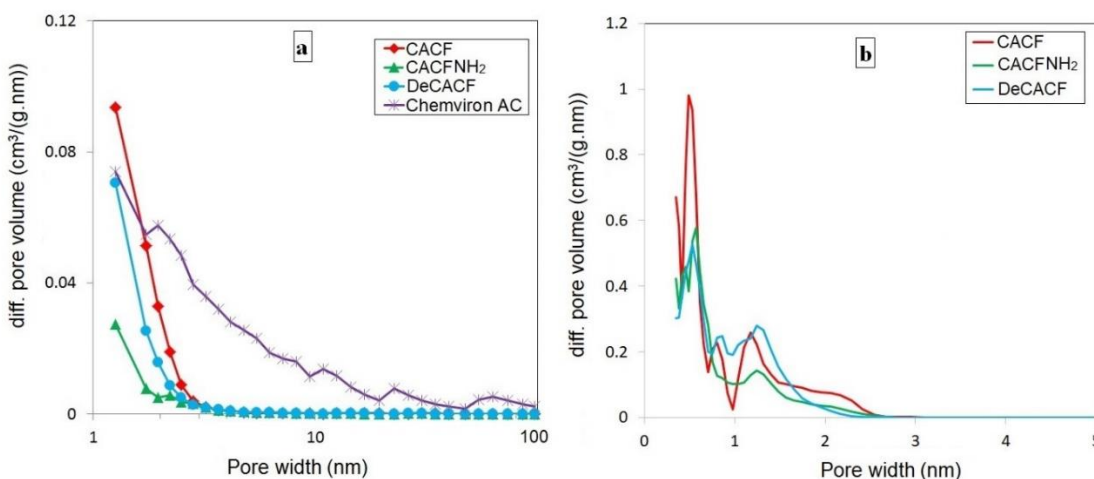 a
CACF
CACFNH₂
DeCACF
Chemviron AC
0.12
0.08
0.04
0
diff. pore volume (cm³/(g.nm))
1
10
100
Pore width (nm)
b
CACF
CACFNH₂
DeCACF
1.2
1
0.8
0.6
0.4
0.2
0
diff. pore volume (cm³/(g.nm))
0
1
2
3
4
5
Pore width (nm)